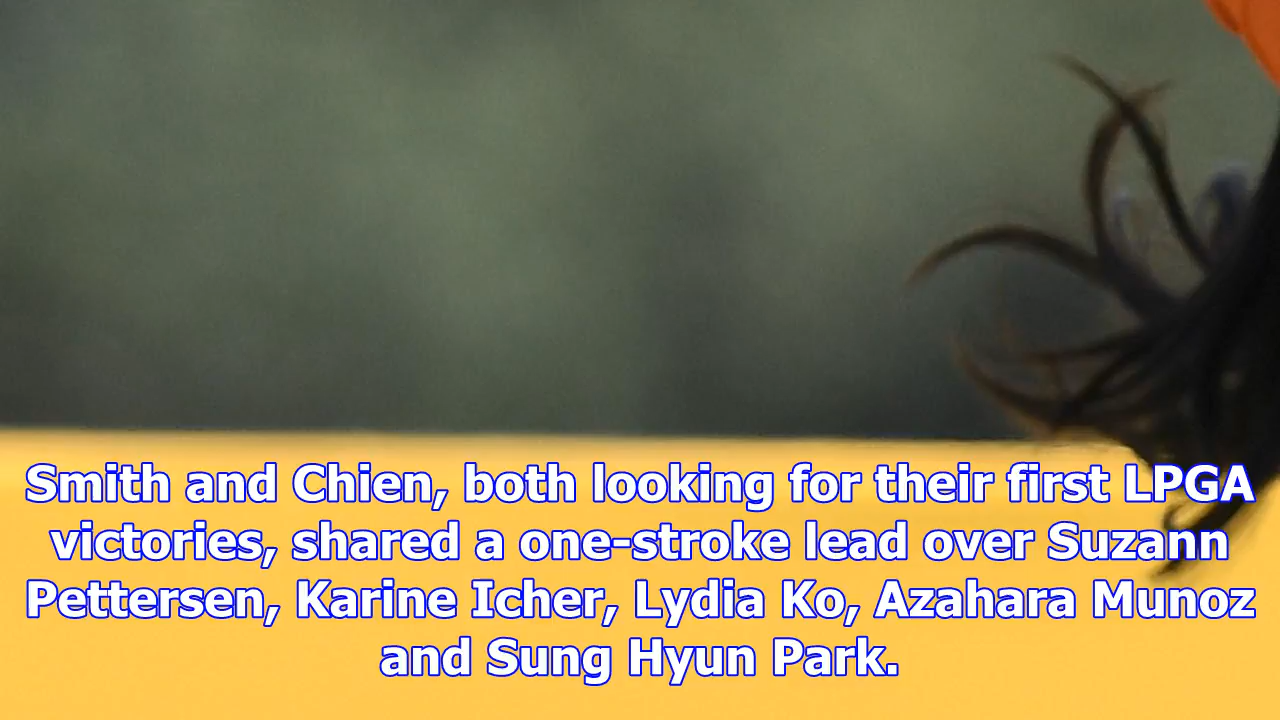 Smith and Chien, both looking for their first LPGA
victories, shared a one-stroke lead over Suzann
Pettersen, Karine Icher, Lydia Ko, Azahara Munoz
and Sung Hyun Park.